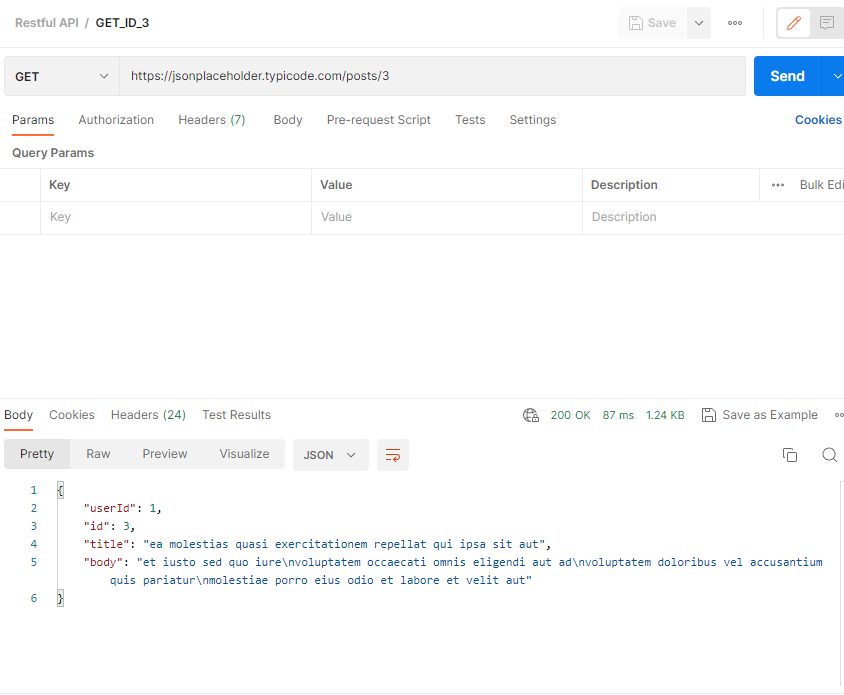 Restful API / GET_ID_3 Save
GET https://jsonplaceholder.typicode.com/posts/3 Send
Params Authorization Headers (7) Body Pre-request Script Tests Settings Cookies
Query Params
Key Value Description Bulk Edi
Key Value Description
Body Cookies Headers (24) Test Results 200 OK 87 ms 1.24 KB Save as Example
Pretty Raw Preview Visualize JSON
1 {
2 "userId": 1,
3 "id": 3,
4 "title": "ea molestias quasi exercitationem repellat qui ipsa sit aut",
5 "body": "et iusto sed quo iure\nvoluptatem occaecati omnis eligendi aut ad\nvoluptatem doloribus vel accusantium
quis pariatur\nmolestiae porro eius odio et labore et velit aut"
6 }